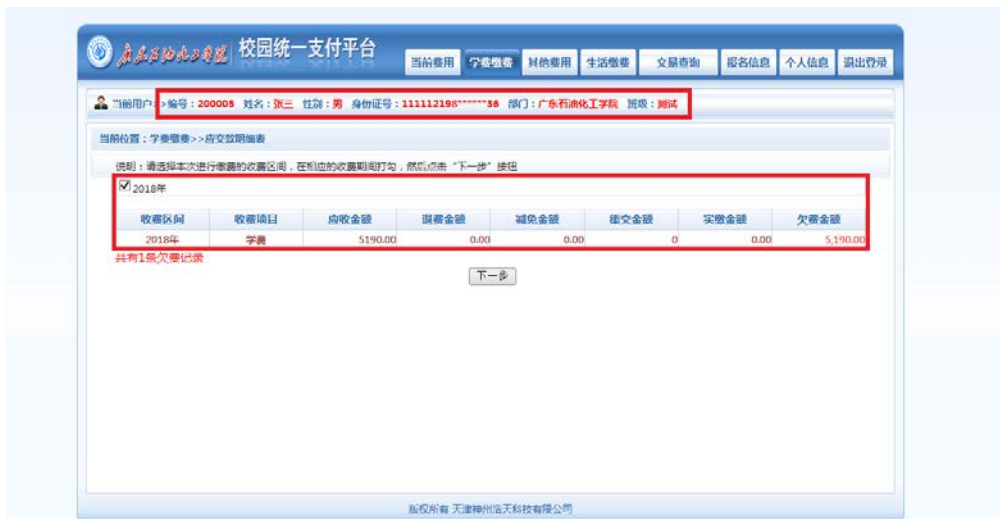 广东石油化工学院 校园统一支付平台
当前费用 学费缴费 其他费用 生活缴费 交易查询 报名信息 个人信息 退出登录
当前用户>>编号：200005 姓名：张三 性别：男 身份证号：111112198******56 部门：广东石油化工学院 班级：测试
当前位置：学费缴费>>应交款明细表
说明：请选择本次进行缴费的收费区间，在相应的收费期间打勾，然后点击“下一步”按钮
2018年
收费区间 收费项目 应收金额 退费金额 减免金额 缓交金额 实缴金额 欠费金额
2018年 学费 5190.00 0.00 0.00 0 0.00 5,190.00
共有1条欠费记录
下一步
版权所有 天津神州浩天科技有限公司